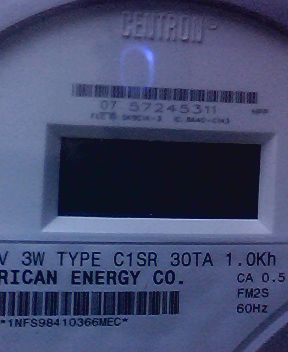 CENTRON®
07 57245311
V 3W TYPE C1SR 30TA 1.0Kh
RICAN ENERGY CO. CA 0.5
FM2S
60Hz
*1NFS98410366MEC*